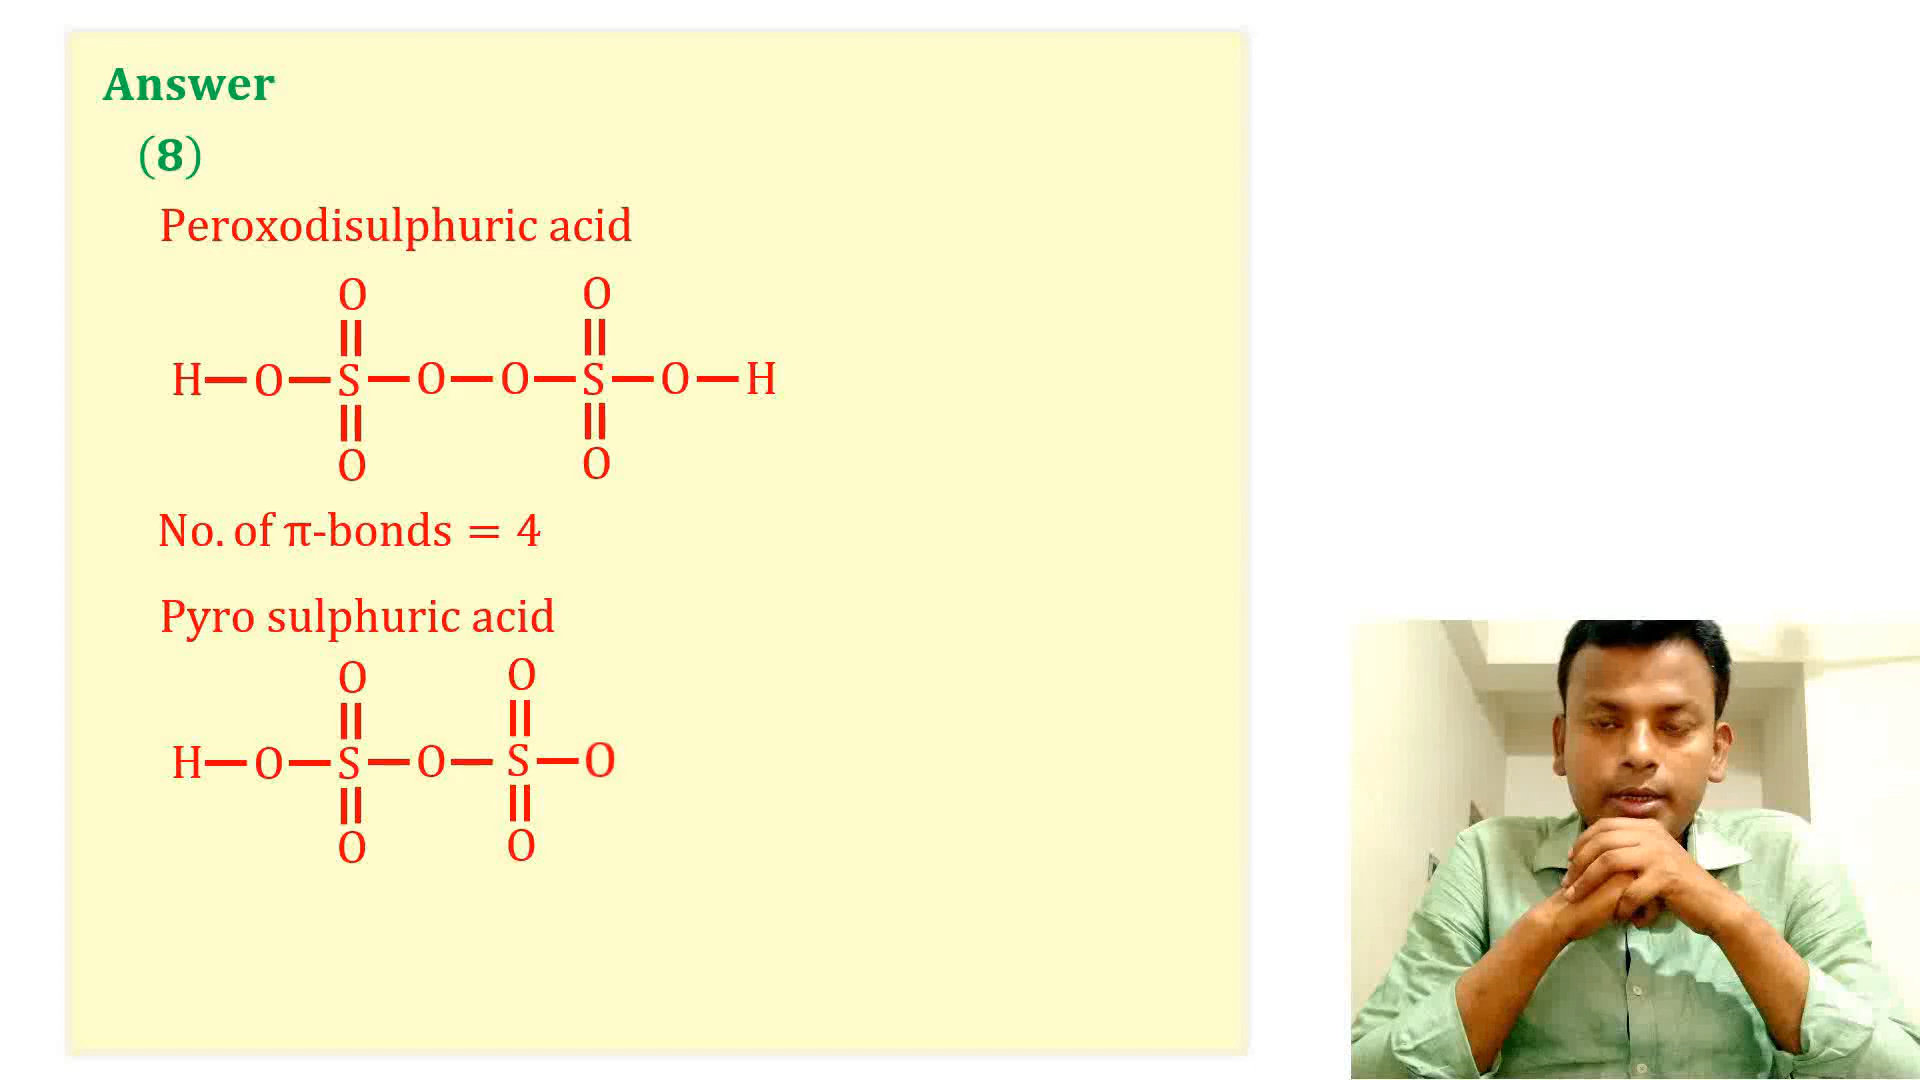 Answer
(8)
Peroxodisulphuric acid
O O
H—O—S—O—O—S—O—H
O O
No. of π-bonds = 4
Pyro sulphuric acid
O O
H—O—S—O—S—O
O O